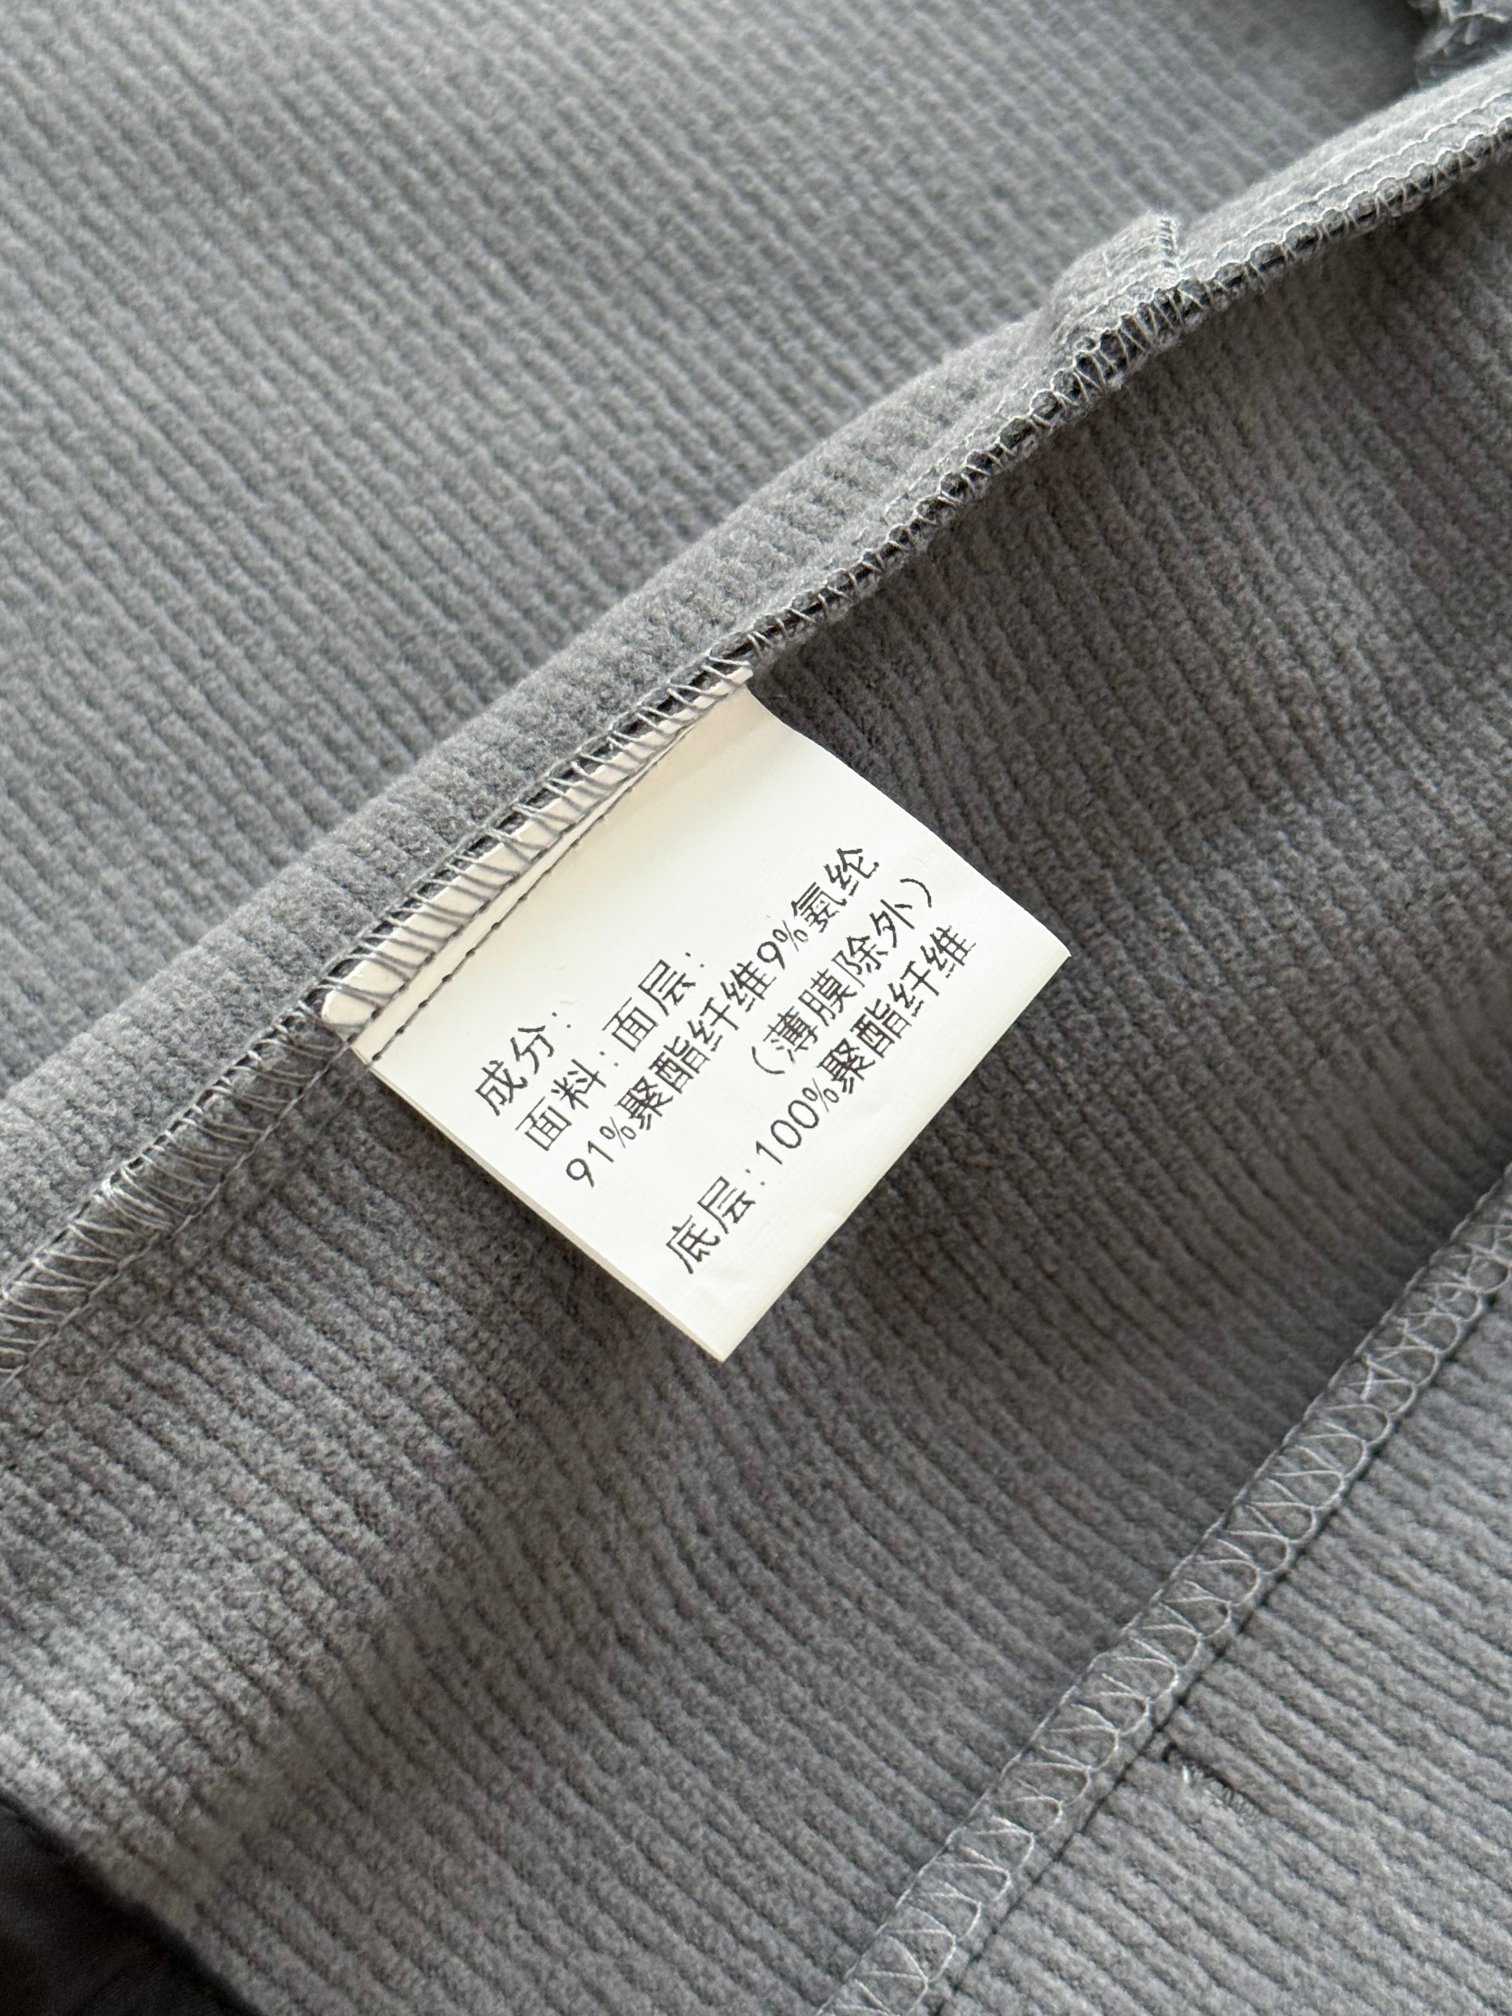 成分：
面料：面层：
91%聚酯纤维9%氨纶
（薄膜除外）
底层：100%聚酯纤维